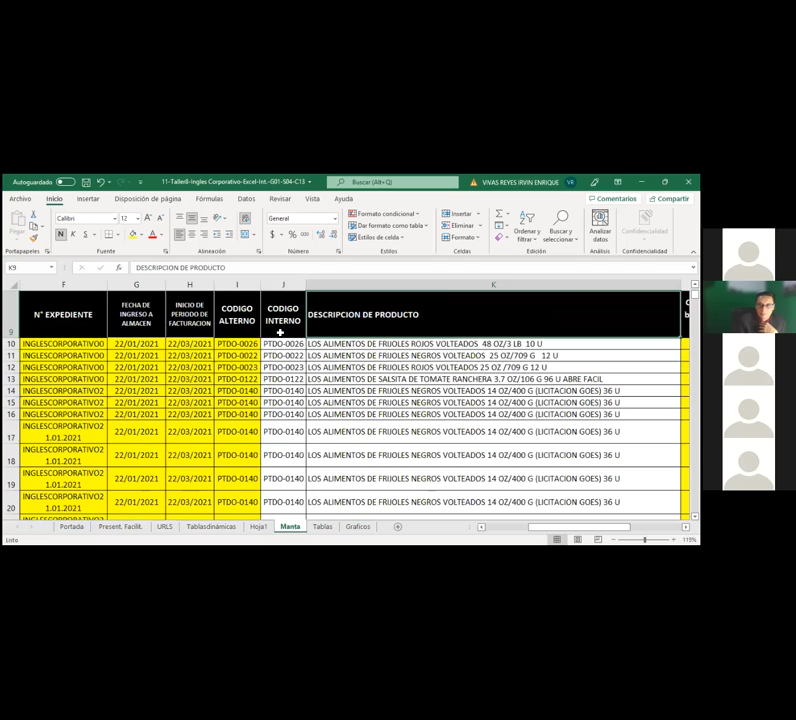 Autoguardado
11-Taller8-Ingles Corporativo-Excel-Int.-G01-S04-C13
Buscar (Alt+Q)
VIVAS REYES IRVIN ENRIQUE
VR
Archivo Inicio Insertar Disposición de página Fórmulas Datos Revisar Vista Ayuda
Comentarios Compartir
Pegar
Calibri 12
N K S
General
$ % 000
Formato condicional
Dar formato como tabla
Estilos de celda
Insertar
Eliminar
Formato
Ordenar y filtrar
Buscar y seleccionar
Analizar datos
Confidencialidad
Portapapeles Fuente Alineación Número Estilos Celdas Edición Análisis Confidencialidad
K9 fx DESCRIPCION DE PRODUCTO
F G H I J K
9 N° EXPEDIENTE FECHA DE INGRESO A ALMACEN INICIO DE PERIODO DE FACTURACION CODIGO ALTERNO CODIGO INTERNO DESCRIPCION DE PRODUCTO
10 INGLESCORPORATIVO0 22/01/2021 22/03/2021 PTDO-0026 PTDO-0026 LOS ALIMENTOS DE FRIJOLES ROJOS VOLTEADOS 48 OZ/3 LB 10 U
11 INGLESCORPORATIVO0 22/01/2021 22/03/2021 PTDO-0022 PTDO-0022 LOS ALIMENTOS DE FRIJOLES NEGROS VOLTEADOS 25 OZ/709 G 12 U
12 INGLESCORPORATIVO0 22/01/2021 22/03/2021 PTDO-0023 PTDO-0023 LOS ALIMENTOS DE FRIJOLES ROJOS VOLTEADOS 25 OZ /709 G 12 U
13 INGLESCORPORATIVO0 22/01/2021 22/03/2021 PTDO-0122 PTDO-0122 LOS ALIMENTOS DE SALSITA DE TOMATE RANCHERA 3.7 OZ/106 G 96 U ABRE FACIL
14 INGLESCORPORATIVO0 22/01/2021 22/03/2021 PTDO-0140 PTDO-0140 LOS ALIMENTOS DE FRIJOLES NEGROS VOLTEADOS 14 OZ/400 G (LICITACION GOES) 36 U
15 INGLESCORPORATIVO0 22/01/2021 22/03/2021 PTDO-0140 PTDO-0140 LOS ALIMENTOS DE FRIJOLES NEGROS VOLTEADOS 14 OZ/400 G (LICITACION GOES) 36 U
16 INGLESCORPORATIVO0 22/01/2021 22/03/2021 PTDO-0140 PTDO-0140 LOS ALIMENTOS DE FRIJOLES NEGROS VOLTEADOS 14 OZ/400 G (LICITACION GOES) 36 U
17 INGLESCORPORATIVO2 1.01.2021 22/01/2021 22/03/2021 PTDO-0140 PTDO-0140 LOS ALIMENTOS DE FRIJOLES NEGROS VOLTEADOS 14 OZ/400 G (LICITACION GOES) 36 U
18 INGLESCORPORATIVO2 1.01.2021 22/01/2021 22/03/2021 PTDO-0140 PTDO-0140 LOS ALIMENTOS DE FRIJOLES NEGROS VOLTEADOS 14 OZ/400 G (LICITACION GOES) 36 U
19 INGLESCORPORATIVO2 1.01.2021 22/01/2021 22/03/2021 PTDO-0140 PTDO-0140 LOS ALIMENTOS DE FRIJOLES NEGROS VOLTEADOS 14 OZ/400 G (LICITACION GOES) 36 U
20 INGLESCORPORATIVO2 1.01.2021 22/01/2021 22/03/2021 PTDO-0140 PTDO-0140 LOS ALIMENTOS DE FRIJOLES NEGROS VOLTEADOS 14 OZ/400 G (LICITACION GOES) 36 U
Portada Present. Facilit. URLS Tablasdinámicas Hoja1 Manta Tablas Graficos
Listo
119%